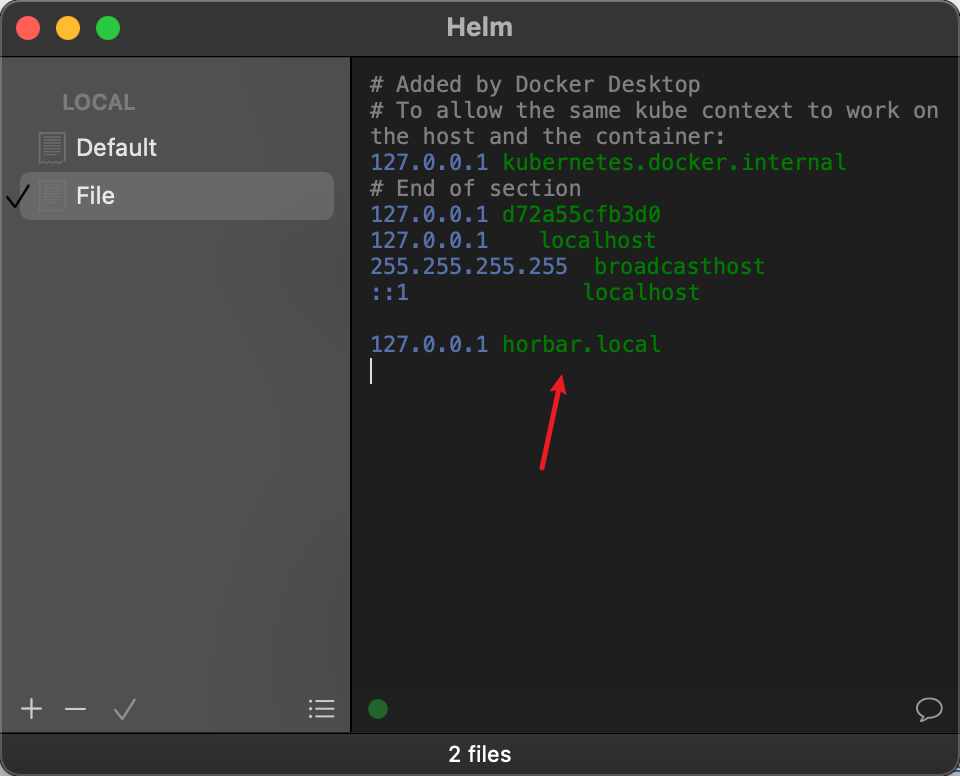 Helm
LOCAL
Default
File
# Added by Docker Desktop
# To allow the same kube context to work on
the host and the container:
127.0.0.1 kubernetes.docker.internal
# End of section
127.0.0.1 d72a55cfb3d0
127.0.0.1    localhost
255.255.255.255  broadcasthost
::1             localhost
127.0.0.1 horbar.local
2 files